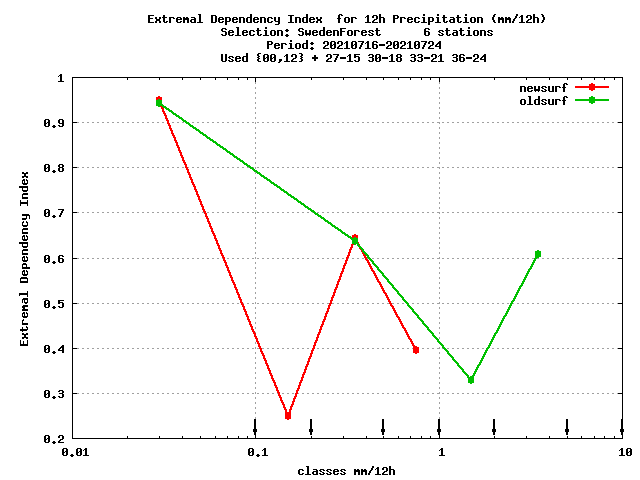 Extremal Dependency Index  for 12h Precipitation (mm/12h)
Selection: SwedenForest      6 stations
Period: 20210716-20210724
Used {00,12} + 27-15 30-18 33-21 36-24
newsurf
oldsurf
Extremal Dependency Index
1
0.9
0.8
0.7
0.6
0.5
0.4
0.3
0.2
0.01
0.1
1
10
classes mm/12h